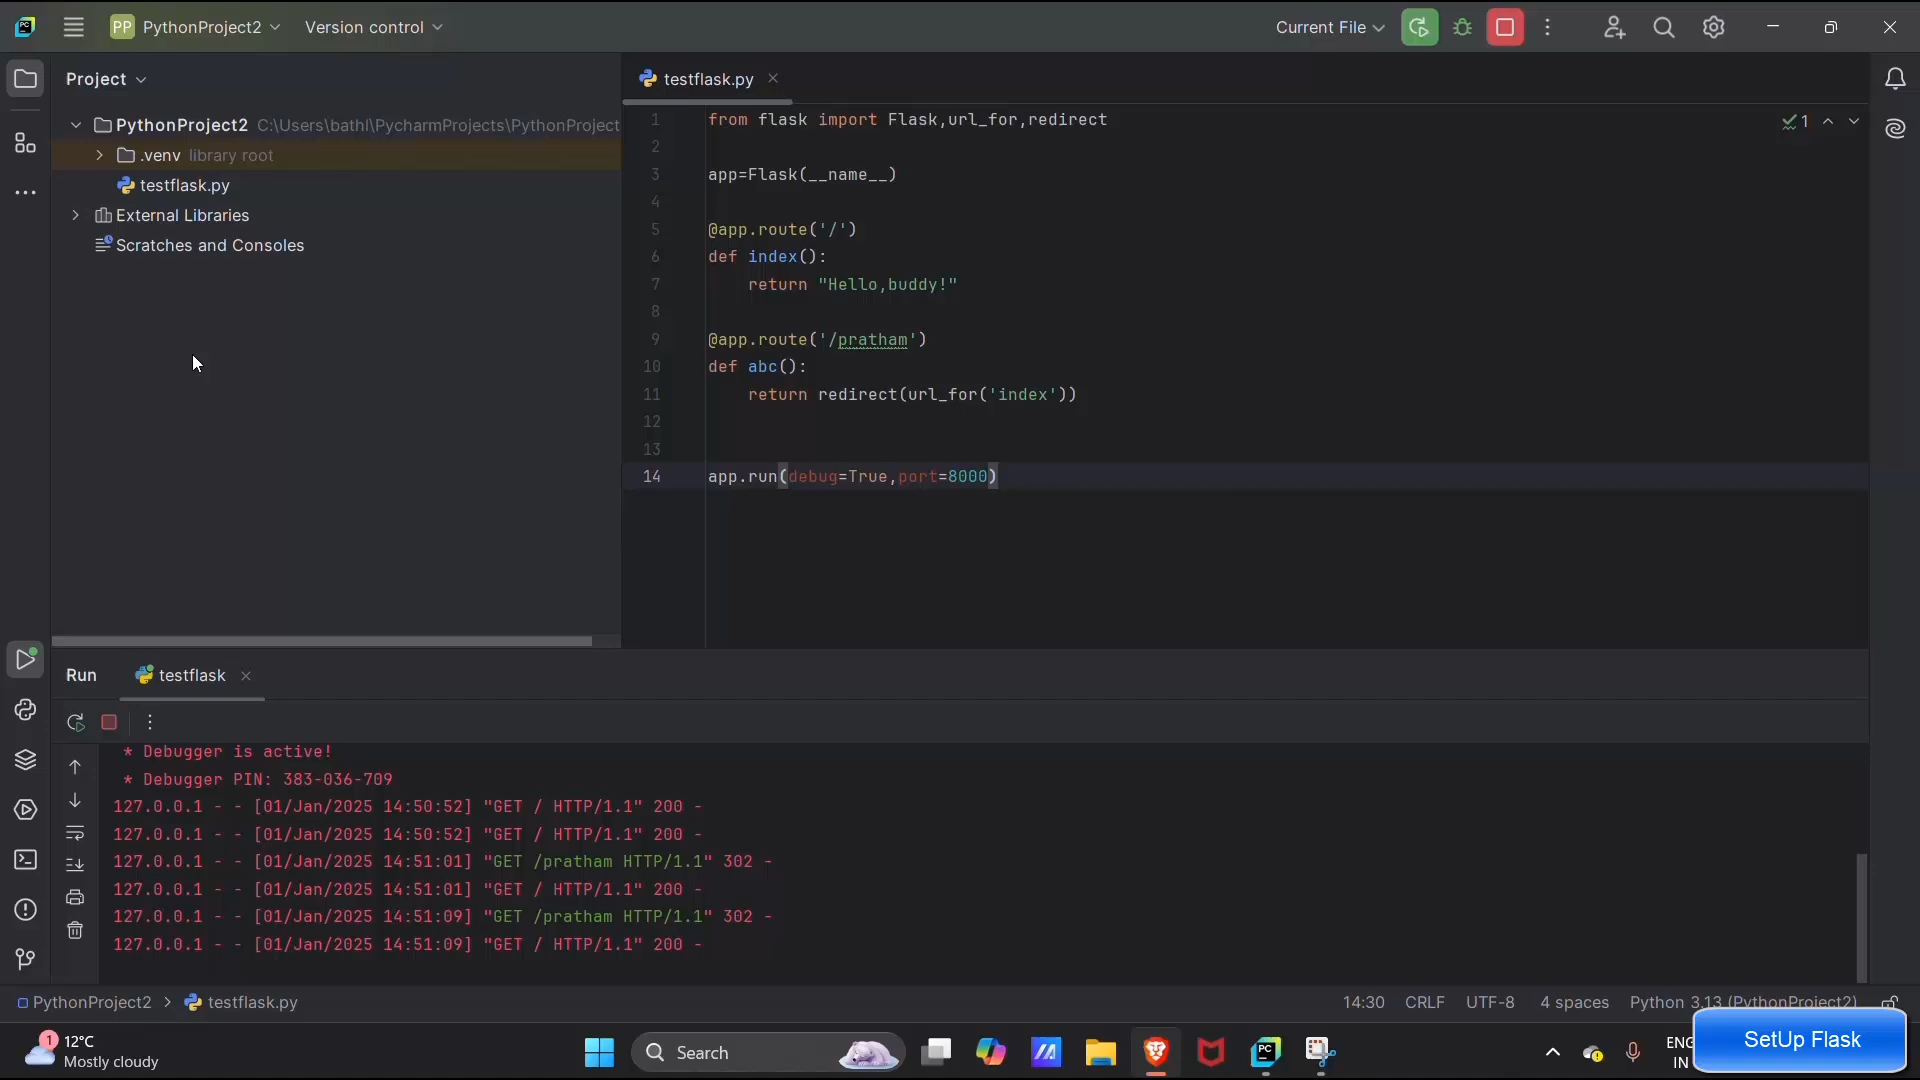 PP PythonProject2 Version control Current File
Project
testflask.py
PythonProject2 C:\Users\bathl\PycharmProjects\PythonProject
.venv library root
testflask.py
External Libraries
Scratches and Consoles
1 from flask import Flask,url_for,redirect
2
3 app=Flask(__name__)
4
5 @app.route('/')
6 def index():
7 return "Hello,buddy!"
8
9 @app.route('/pratham')
10 def abc():
11 return redirect(url_for('index'))
12
13
14 app.run(debug=True,port=8000)
1
Run testflask
* Debugger is active!
* Debugger PIN: 383-036-709
127.0.0.1 - - [01/Jan/2025 14:50:52] "GET / HTTP/1.1" 200 -
127.0.0.1 - - [01/Jan/2025 14:50:52] "GET / HTTP/1.1" 200 -
127.0.0.1 - - [01/Jan/2025 14:51:01] "GET /pratham HTTP/1.1" 302 -
127.0.0.1 - - [01/Jan/2025 14:51:01] "GET / HTTP/1.1" 200 -
127.0.0.1 - - [01/Jan/2025 14:51:09] "GET /pratham HTTP/1.1" 302 -
127.0.0.1 - - [01/Jan/2025 14:51:09] "GET / HTTP/1.1" 200 -
PythonProject2 > testflask.py 14:30 CRLF UTF-8 4 spaces Python 3.13 (PythonProject2)
1 12°C
Mostly cloudy
Search
ENG
IN
SetUp Flask